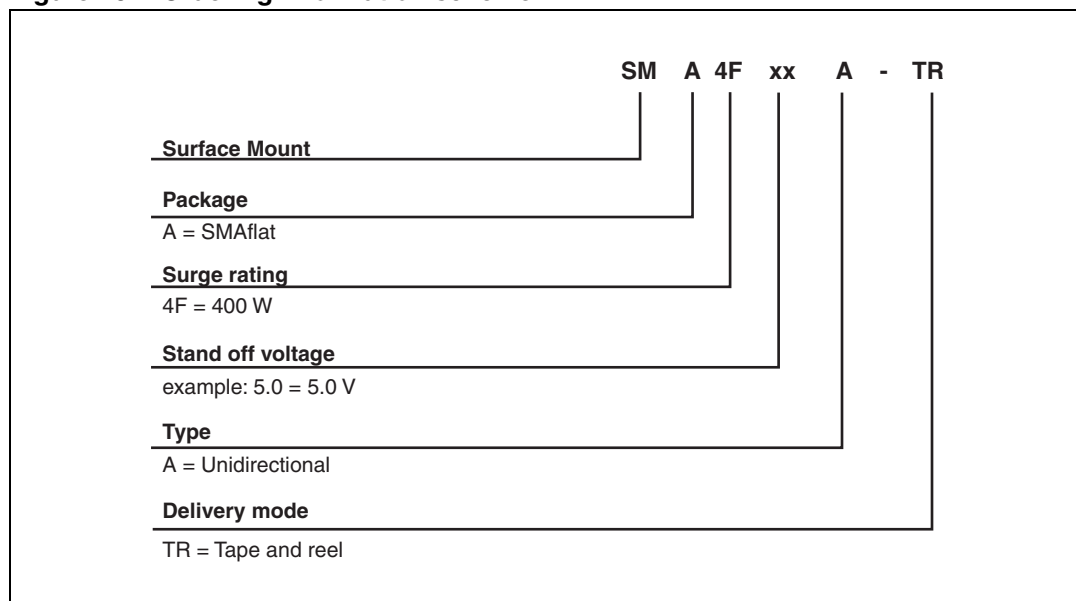 SM A 4F xx A - TR
Surface Mount
Package
A = SMAflat
Surge rating
4F = 400 W
Stand off voltage
example: 5.0 = 5.0 V
Type
A = Unidirectional
Delivery mode
TR = Tape and reel